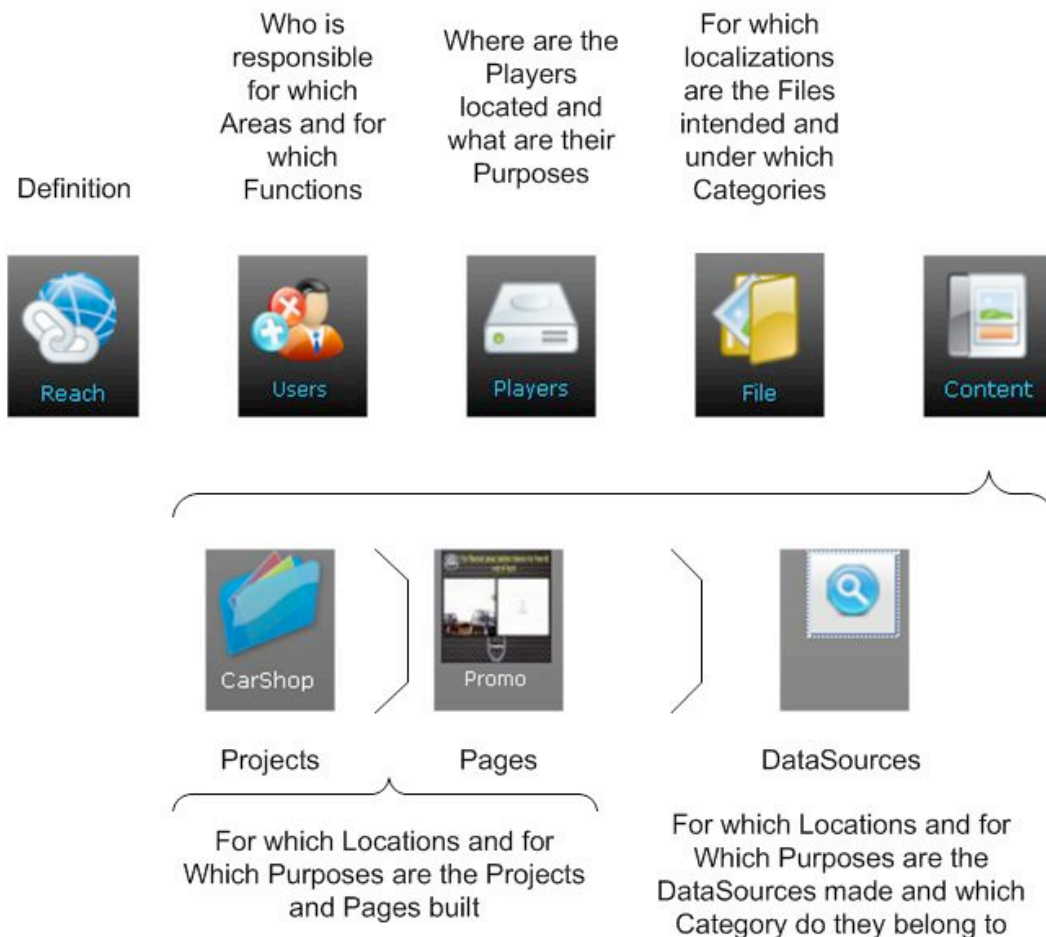 Definition
Who is
responsible
for which
Areas and for
which
Functions
Where are the
Players
located and
what are their
Purposes
For which
localizations
are the Files
intended and
under which
Categories
Reach
Users
Players
File
Content
CarShop
Promo
Projects
Pages
DataSources
For which Locations and for
Which Purposes are the Projects
and Pages built
For which Locations and for
Which Purposes are the
DataSources made and which
Category do they belong to